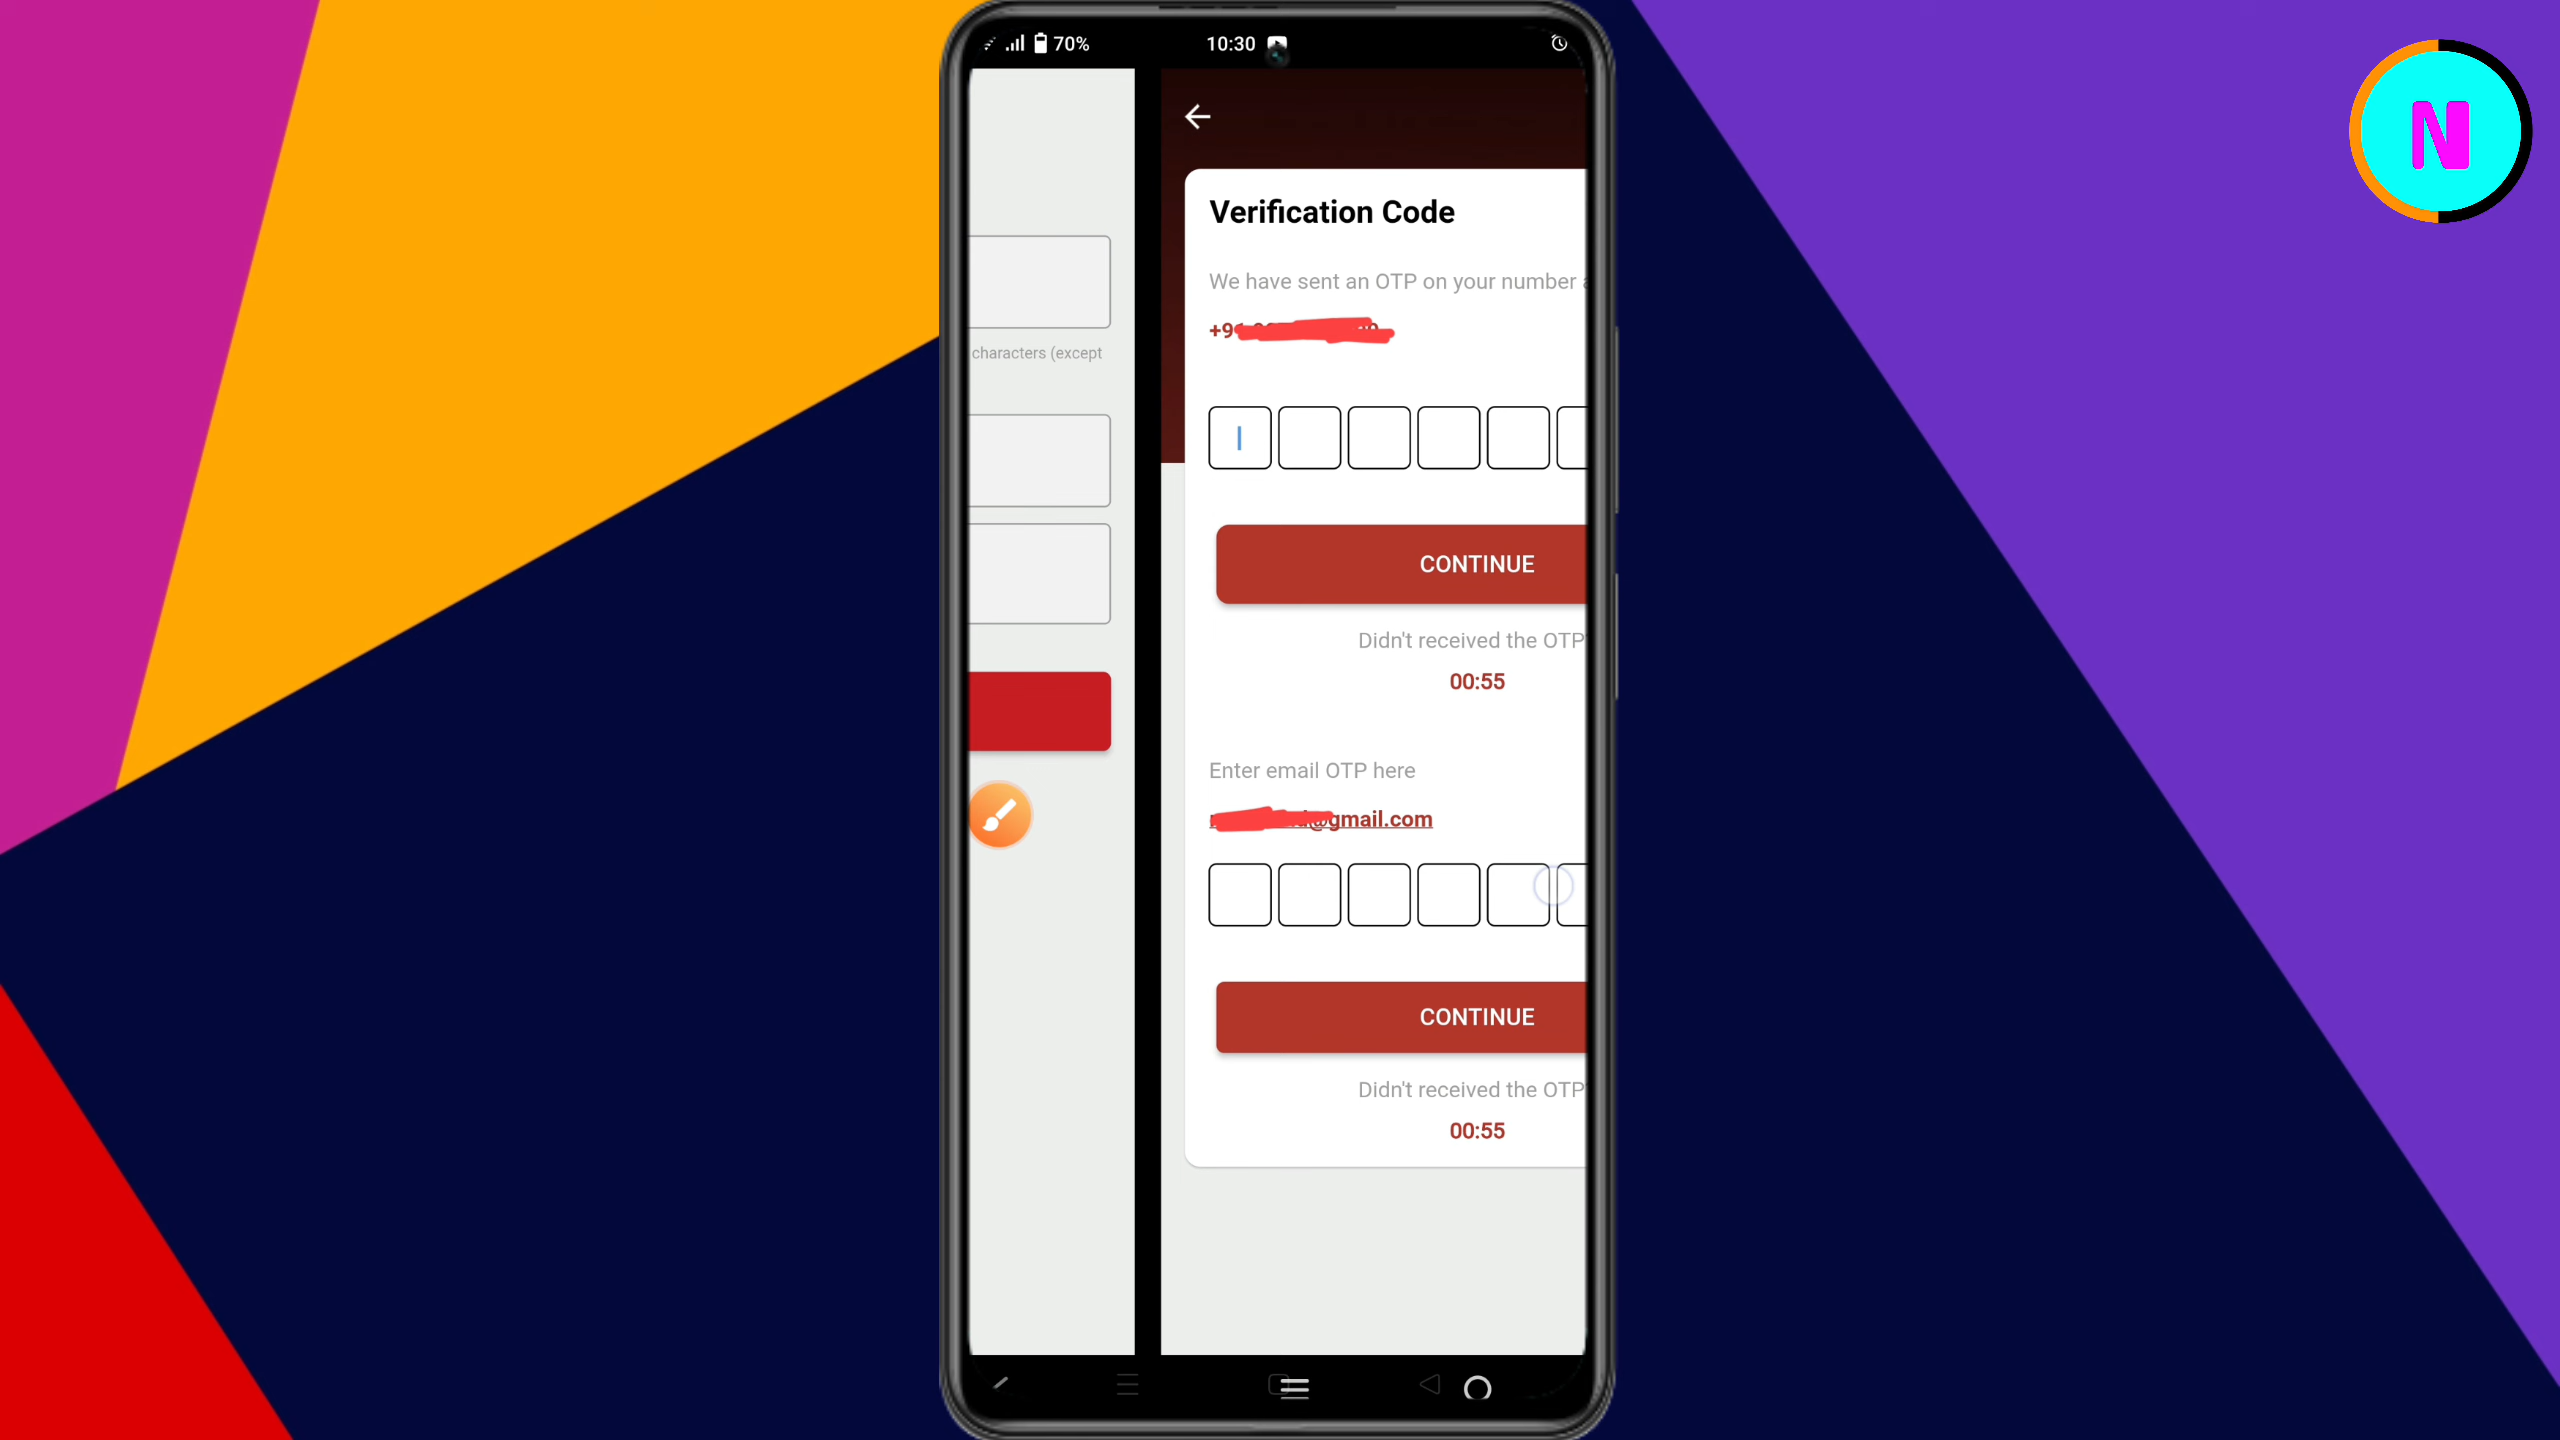 70%
10:30
N
characters (except
Verification Code
We have sent an OTP on your number
+9
CONTINUE
Didn't received the OTP
00:55
Enter email OTP here
@gmail.com
CONTINUE
Didn't received the OTP
00:55